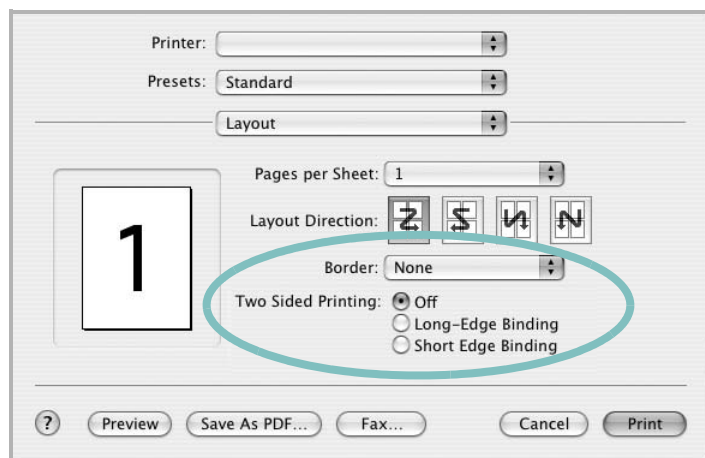 Printer:
Presets: Standard
Layout
Pages per Sheet: 1
Layout Direction:
1
Border: None
Two Sided Printing: Off
Long-Edge Binding
Short Edge Binding
? Preview Save As PDF... Fax... Cancel Print